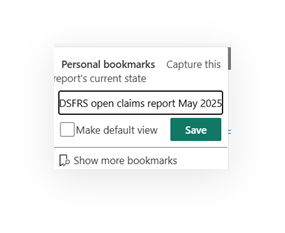 Personal bookmarks Capture this
report's current state
DSFRS open claims report May 2025
Make default view Save
Show more bookmarks